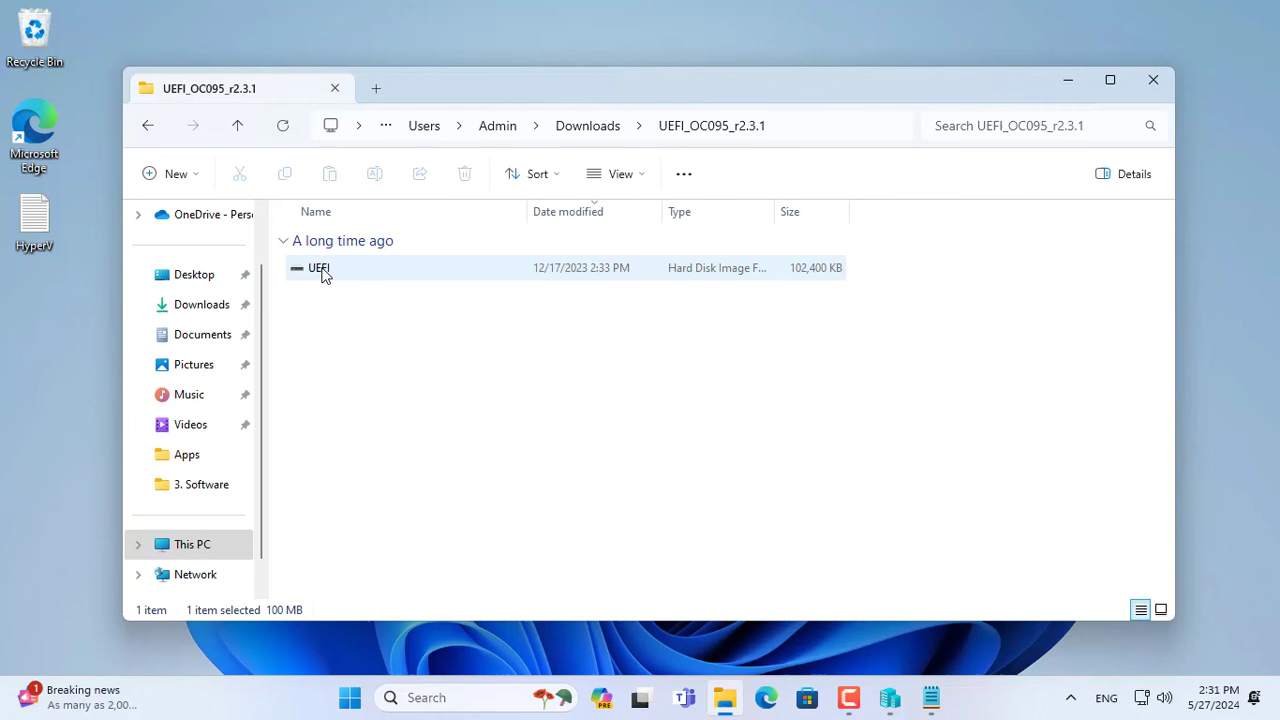 Recycle Bin
Microsoft
Edge
HyperV
UEFI_OC095_r2.3.1
Users
Admin
Downloads
UEFI_OC095_r2.3.1
Search UEFI_OC095_r2.3.1
New
Sort
View
Details
OneDrive - Perso
Desktop
Downloads
Documents
Pictures
Music
Videos
Apps
3. Software
This PC
Network
Name
Date modified
Type
Size
A long time ago
UEFI
12/17/2023 2:33 PM
Hard Disk Image F...
102,400 KB
1 item
1 item selected
100 MB
1
Breaking news
As many as 2,00...
Search
PRE
ENG
2:31 PM
5/27/2024